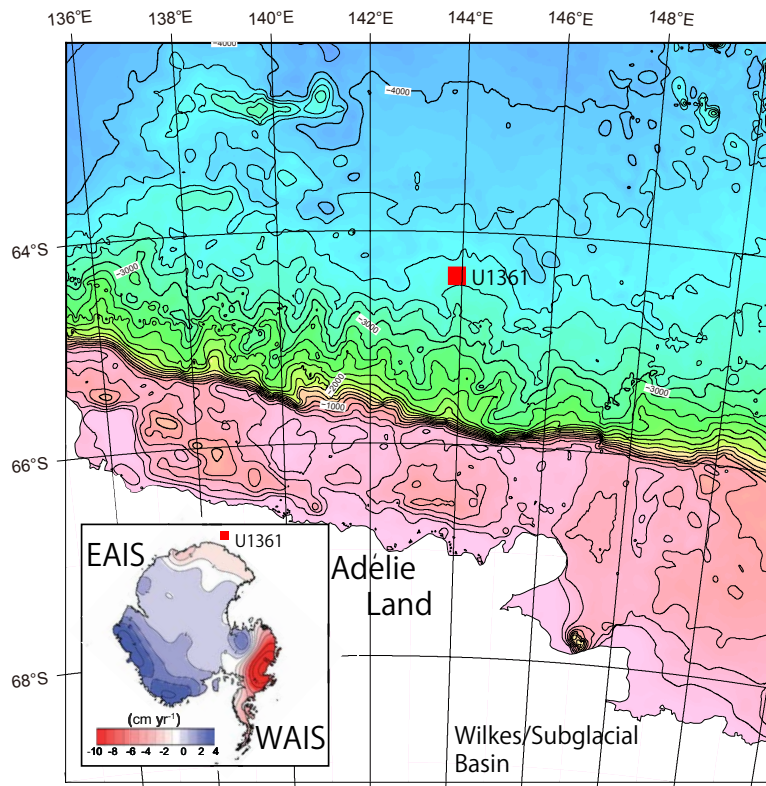 136°E 138°E 140°E 142°E 144°E 146°E 148°E
-4000
-4000
64°S
-3000
U1361
-3000
-2000
-3000
-1000
66°S
U1361
EAIS
Adélie
Land
68°S
(cm yr⁻¹)
-10 -8 -6 -4 -2 0 2 4
WAIS
Wilkes/Subglacial
Basin